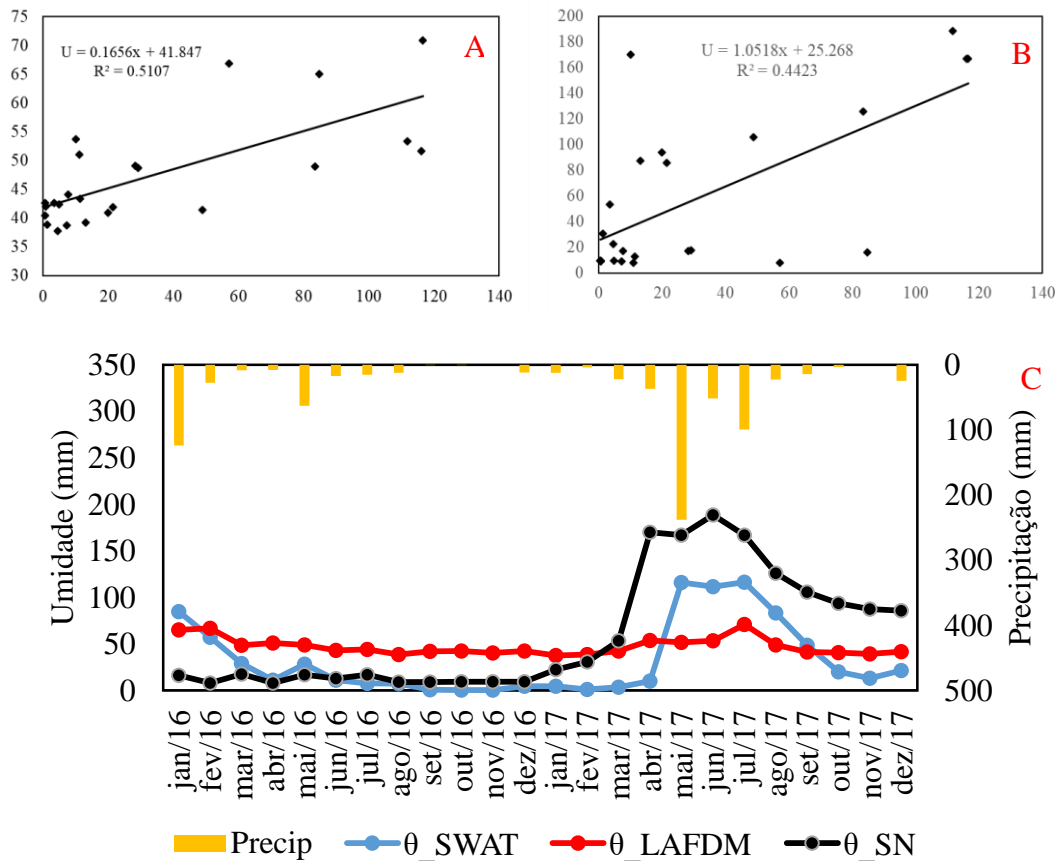 A
U = 0.1656x + 41.847
R² = 0.5107
75
70
65
60
55
50
45
40
35
30
0 20 40 60 80 100 120 140
B
U = 1.0518x + 25.268
R² = 0.4423
200
180
160
140
120
100
80
60
40
20
0
0 20 40 60 80 100 120 140
C
Umidade (mm)
350
300
250
200
150
100
50
0
Precipitação (mm)
0
100
200
300
400
500
jan/16 fev/16 mar/16 abr/16 mai/16 jun/16 jul/16 ago/16 set/16 out/16 nov/16 dez/16 jan/17 fev/17 mar/17 abr/17 mai/17 jun/17 jul/17 ago/17 set/17 out/17 nov/17 dez/17
Precip θ_SWAT θ_LAFDM θ_SN